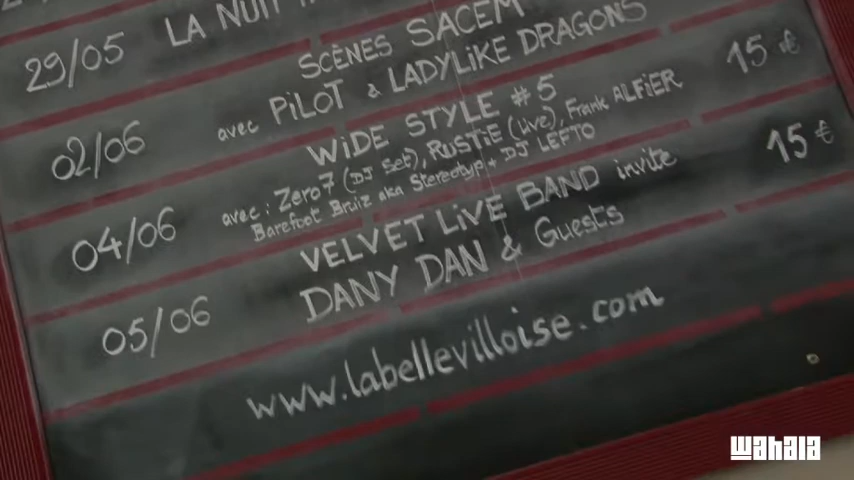 29/05 LA NUIT
SCÈNES SACEM
02/06 avec PiLOT & LADYLiKE DRAGONS 15 €
WiDE STYLE # 5
04/06 avec : Zero7 (DJ Set), RUSTiE (Live), Frank ALFiER 15 €
Barefoot Bruiz aka Stereotyp + DJ LEFTO
VELVET LiVE BAND invite
05/06 DANY DAN & Guests
www.labellevilloise.com
wahala